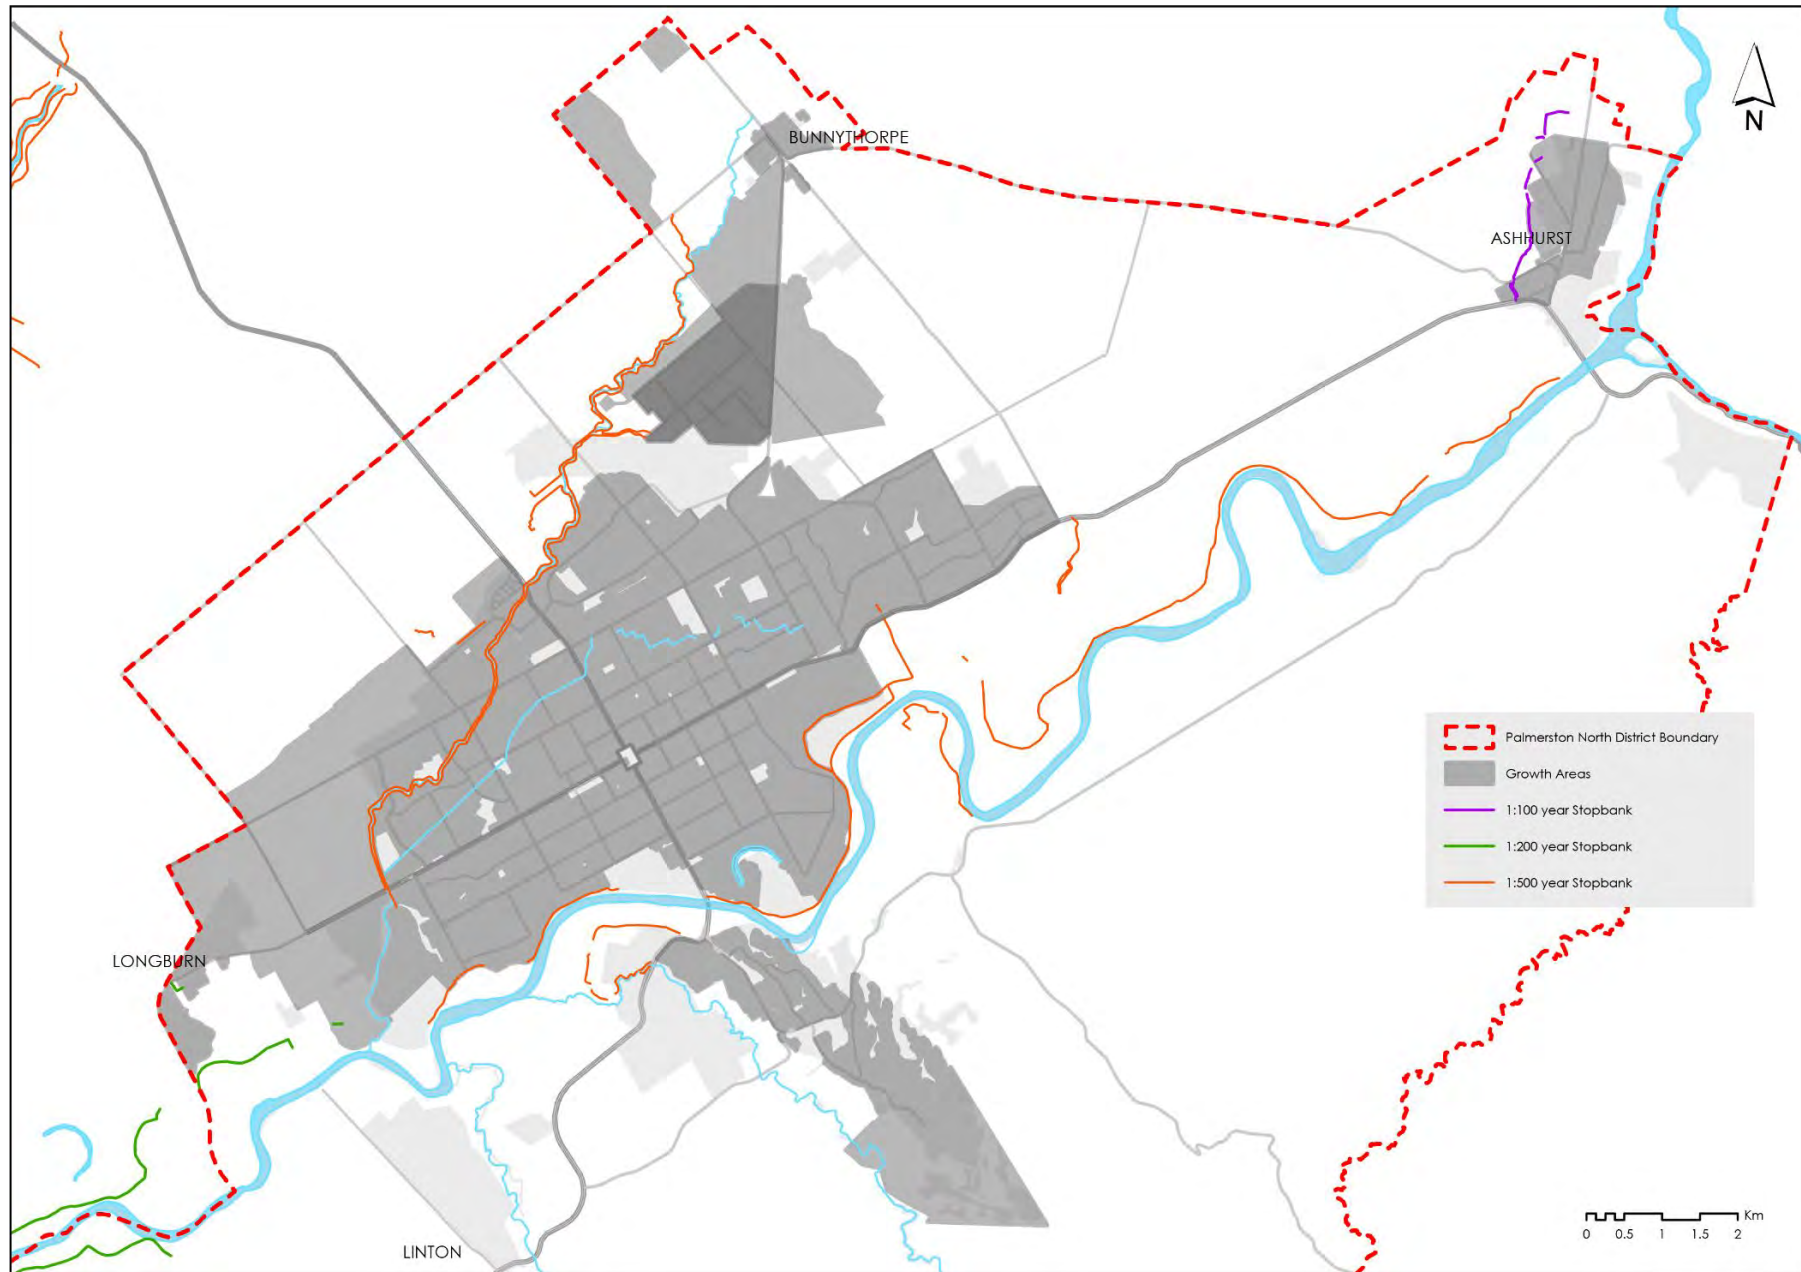 N
BUNNYTHORPE
ASHHURST
Palmerston North District Boundary
Growth Areas
1:100 year Stopbank
1:200 year Stopbank
1:500 year Stopbank
LONGBURN
LINTON
Km
0 0.5 1 1.5 2